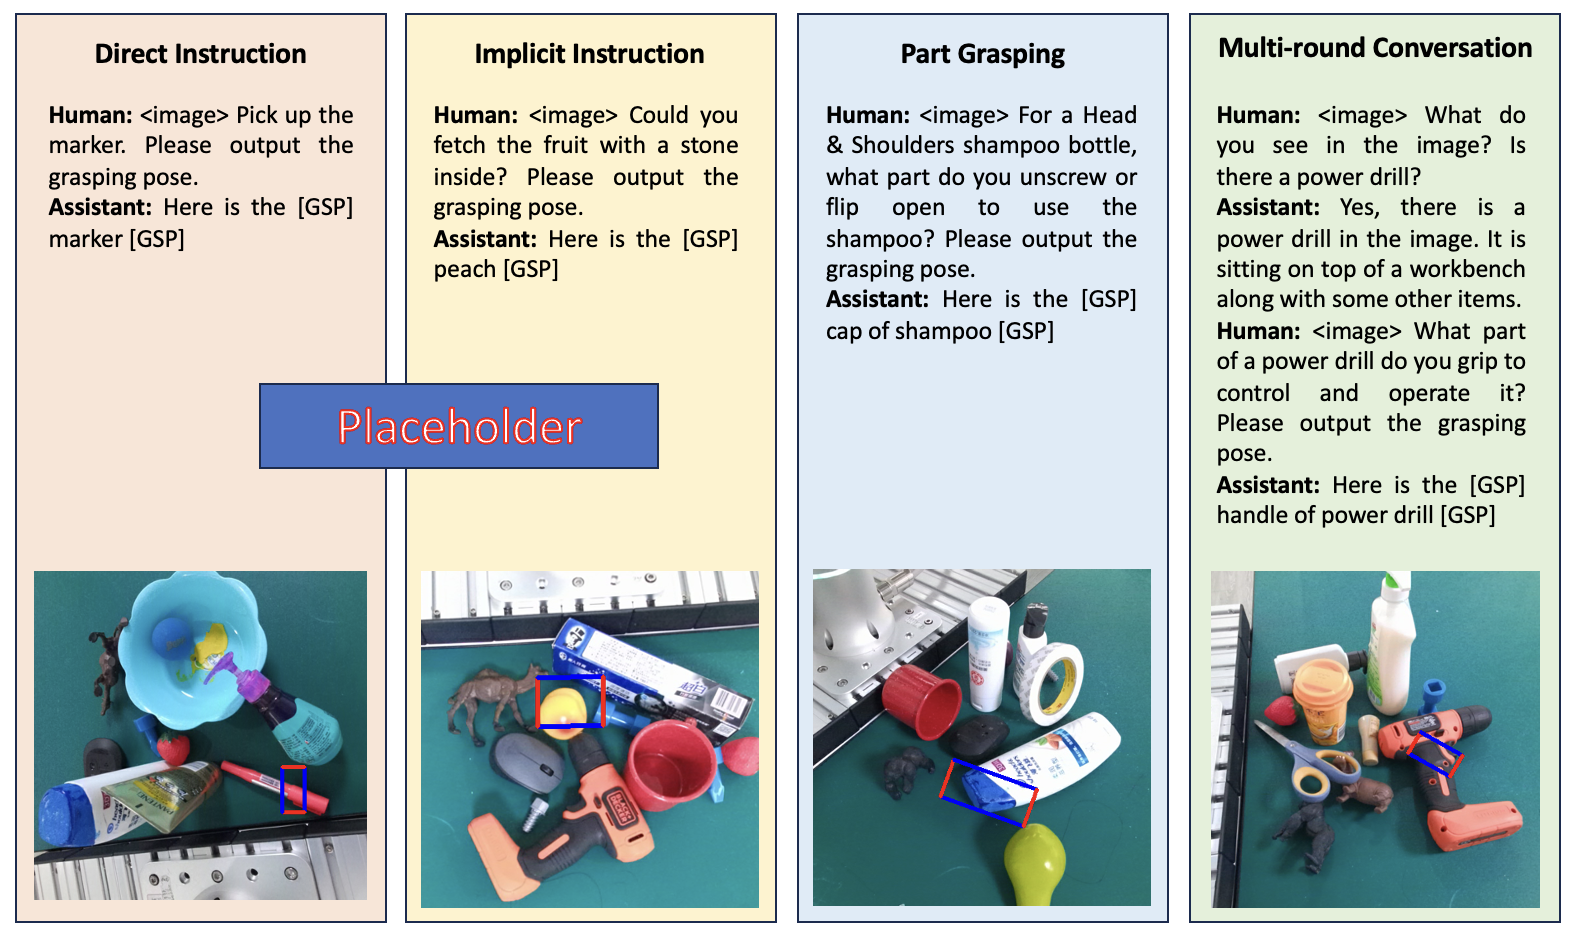 Direct Instruction
Human: <image> Pick up the
marker. Please output the
grasping pose.
Assistant: Here is the [GSP]
marker [GSP]
Implicit Instruction
Human: <image> Could you
fetch the fruit with a stone
inside? Please output the
grasping pose.
Assistant: Here is the [GSP]
peach [GSP]
Placeholder
Part Grasping
Human: <image> For a Head
& Shoulders shampoo bottle,
what part do you unscrew or
flip open to use the
shampoo? Please output the
grasping pose.
Assistant: Here is the [GSP]
cap of shampoo [GSP]
Multi-round Conversation
Human: <image> What do
you see in the image? Is
there a power drill?
Assistant: Yes, there is a
power drill in the image. It is
sitting on top of a workbench
along with some other items.
Human: <image> What part
of a power drill do you grip to
control and operate it?
Please output the grasping
pose.
Assistant: Here is the [GSP]
handle of power drill [GSP]
PANTENE